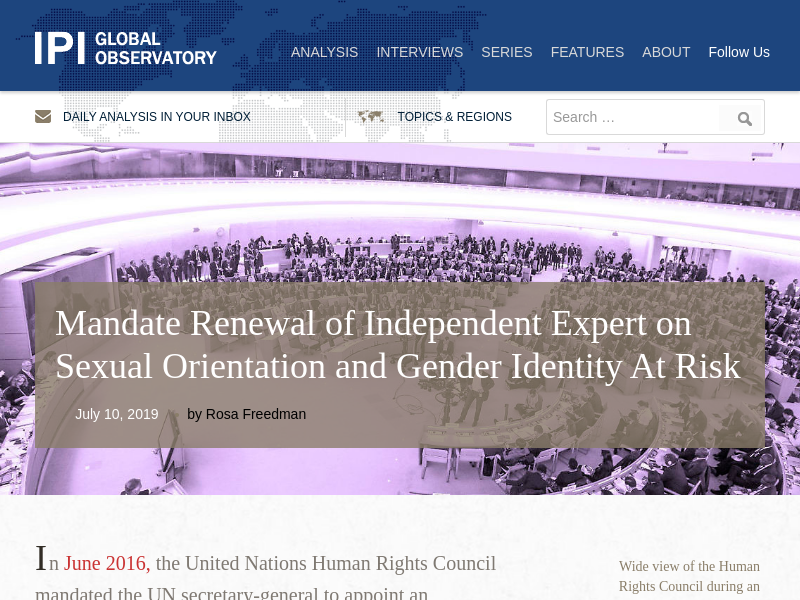 IPI GLOBAL OBSERVATORY
ANALYSIS INTERVIEWS SERIES FEATURES ABOUT Follow Us
DAILY ANALYSIS IN YOUR INBOX TOPICS & REGIONS Search …
Mandate Renewal of Independent Expert on
Sexual Orientation and Gender Identity At Risk
July 10, 2019 by Rosa Freedman
In June 2016, the United Nations Human Rights Council
mandated the UN secretary-general to appoint an
Wide view of the Human
Rights Council during an